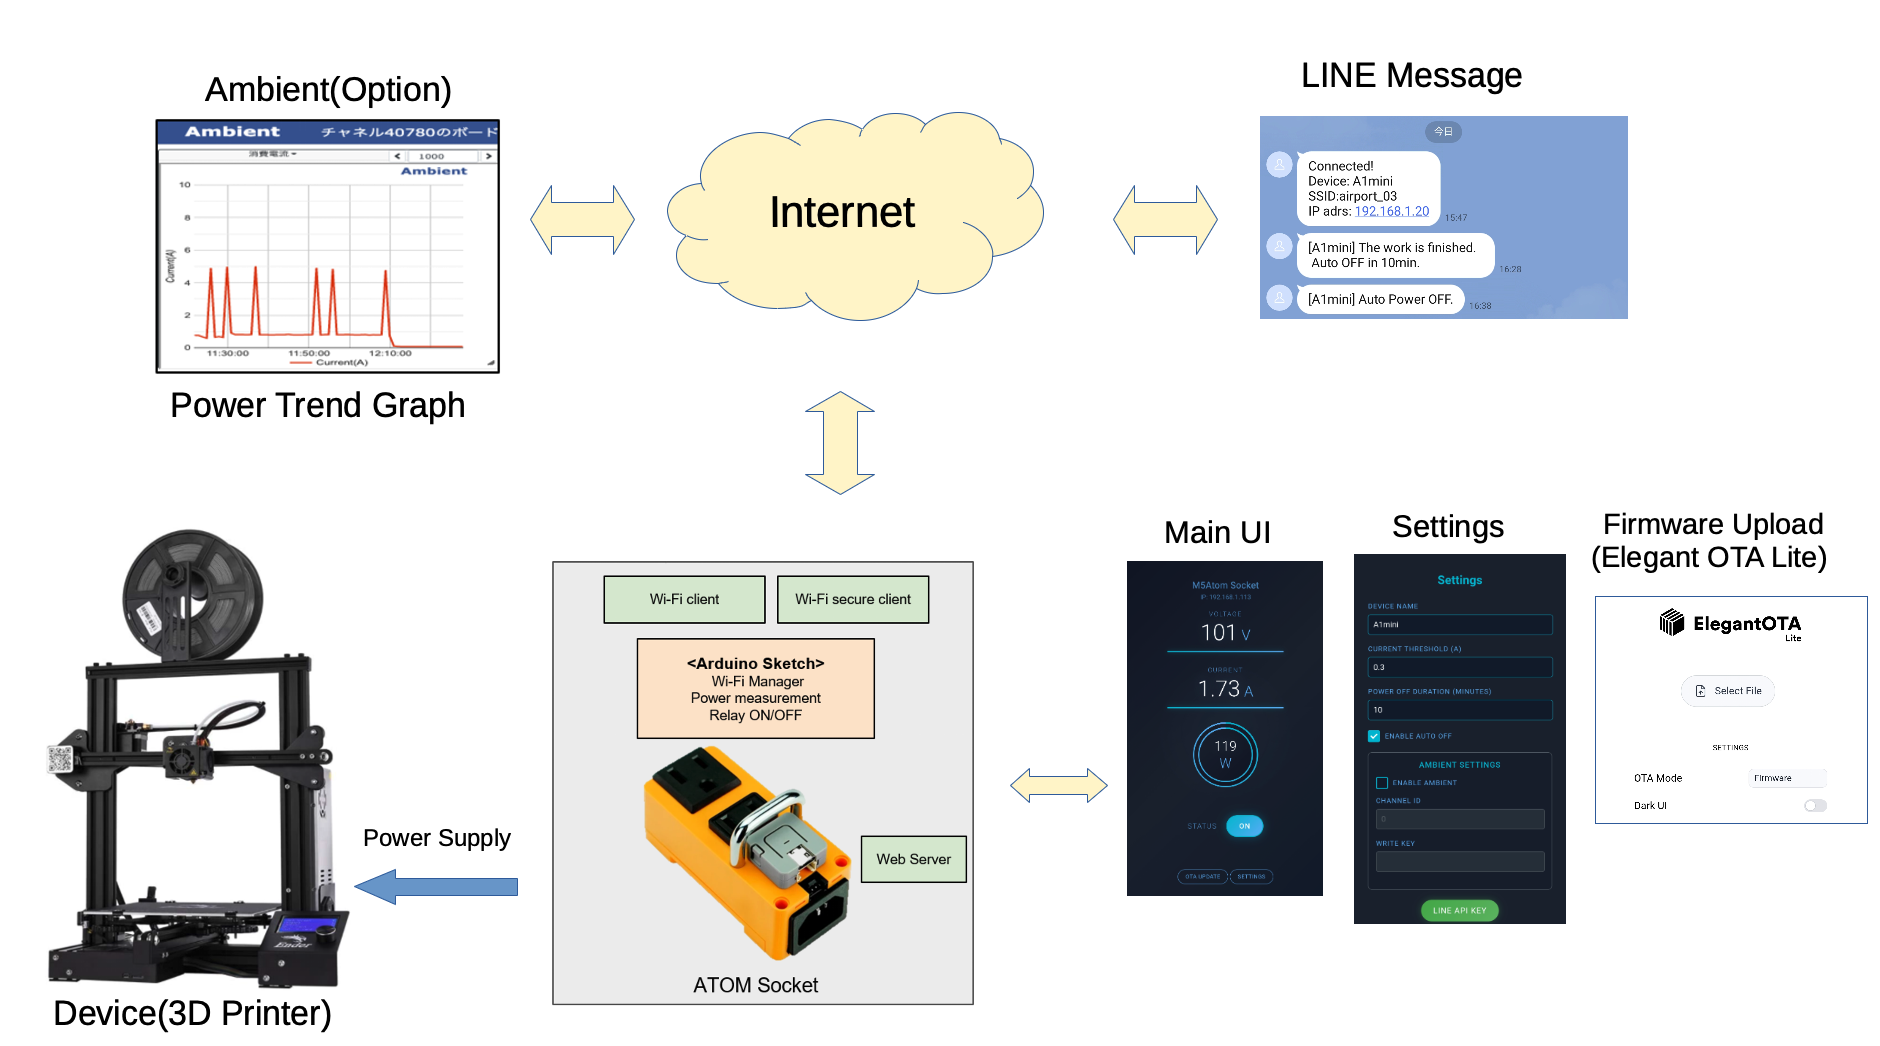 Ambient(Option)
Ambient チャネル40780のボード
消費電流
< 1000 >
Ambient
10
8
6
4
2
0
Current(A)
11:30:00 11:50:00 12:10:00
Current(A)
Power Trend Graph
Internet
LINE Message
今日
Connected!
Device: A1mini
SSID:airport_03
IP adrs: 192.168.1.20
15:47
[A1mini] The work is finished.
Auto OFF in 10min.
16:28
[A1mini] Auto Power OFF.
16:38
Ender
Device(3D Printer)
Power Supply
Wi-Fi client
Wi-Fi secure client
<Arduino Sketch>
Wi-Fi Manager
Power measurement
Relay ON/OFF
Web Server
ATOM Socket
Main UI
M5Atom Socket
IP: 192.168.1.113
VOLTAGE
101 V
CURRENT
1.73 A
119
W
STATUS ON
OTA UPDATE SETTINGS
Settings
Settings
DEVICE NAME
A1mini
CURRENT THRESHOLD (A)
0.3
POWER OFF DURATION (MINUTES)
10
ENABLE AUTO OFF
AMBIENT SETTINGS
ENABLE AMBIENT
CHANNEL ID
0
WRITE KEY
LINE API KEY
Firmware Upload
(Elegant OTA Lite)
ElegantOTA
Lite
Select File
SETTINGS
OTA Mode Firmware
Dark UI